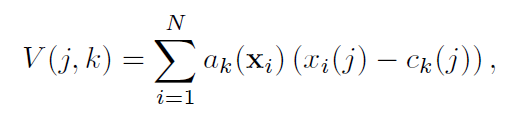 V(j, k) = \sum_{i=1}^{N} a_k(\mathbf{x}_i) (x_i(j) − c_k(j)) ,